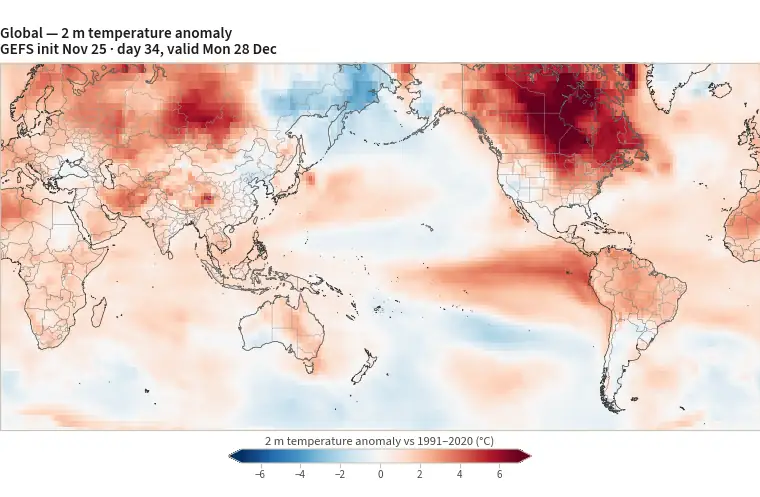 Global — 2 m temperature anomaly
GEFS init Nov 25 · day 34, valid Mon 28 Dec
2 m temperature anomaly vs 1991–2020 (°C)
−6 −4 −2 0 2 4 6